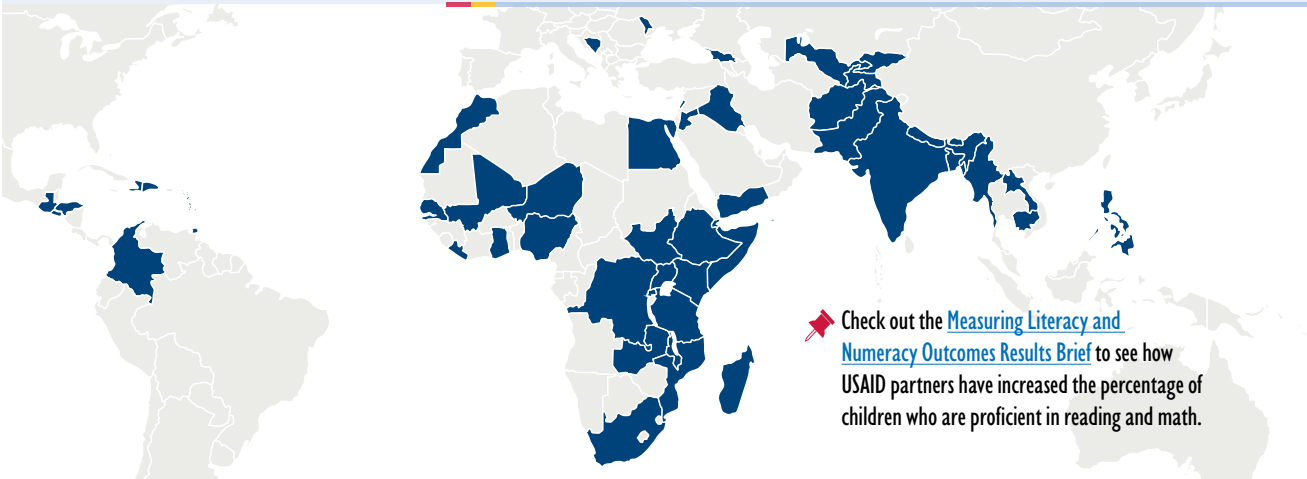 Check out the Measuring Literacy and
Numeracy Outcomes Results Brief to see how
USAID partners have increased the percentage of
children who are proficient in reading and math.